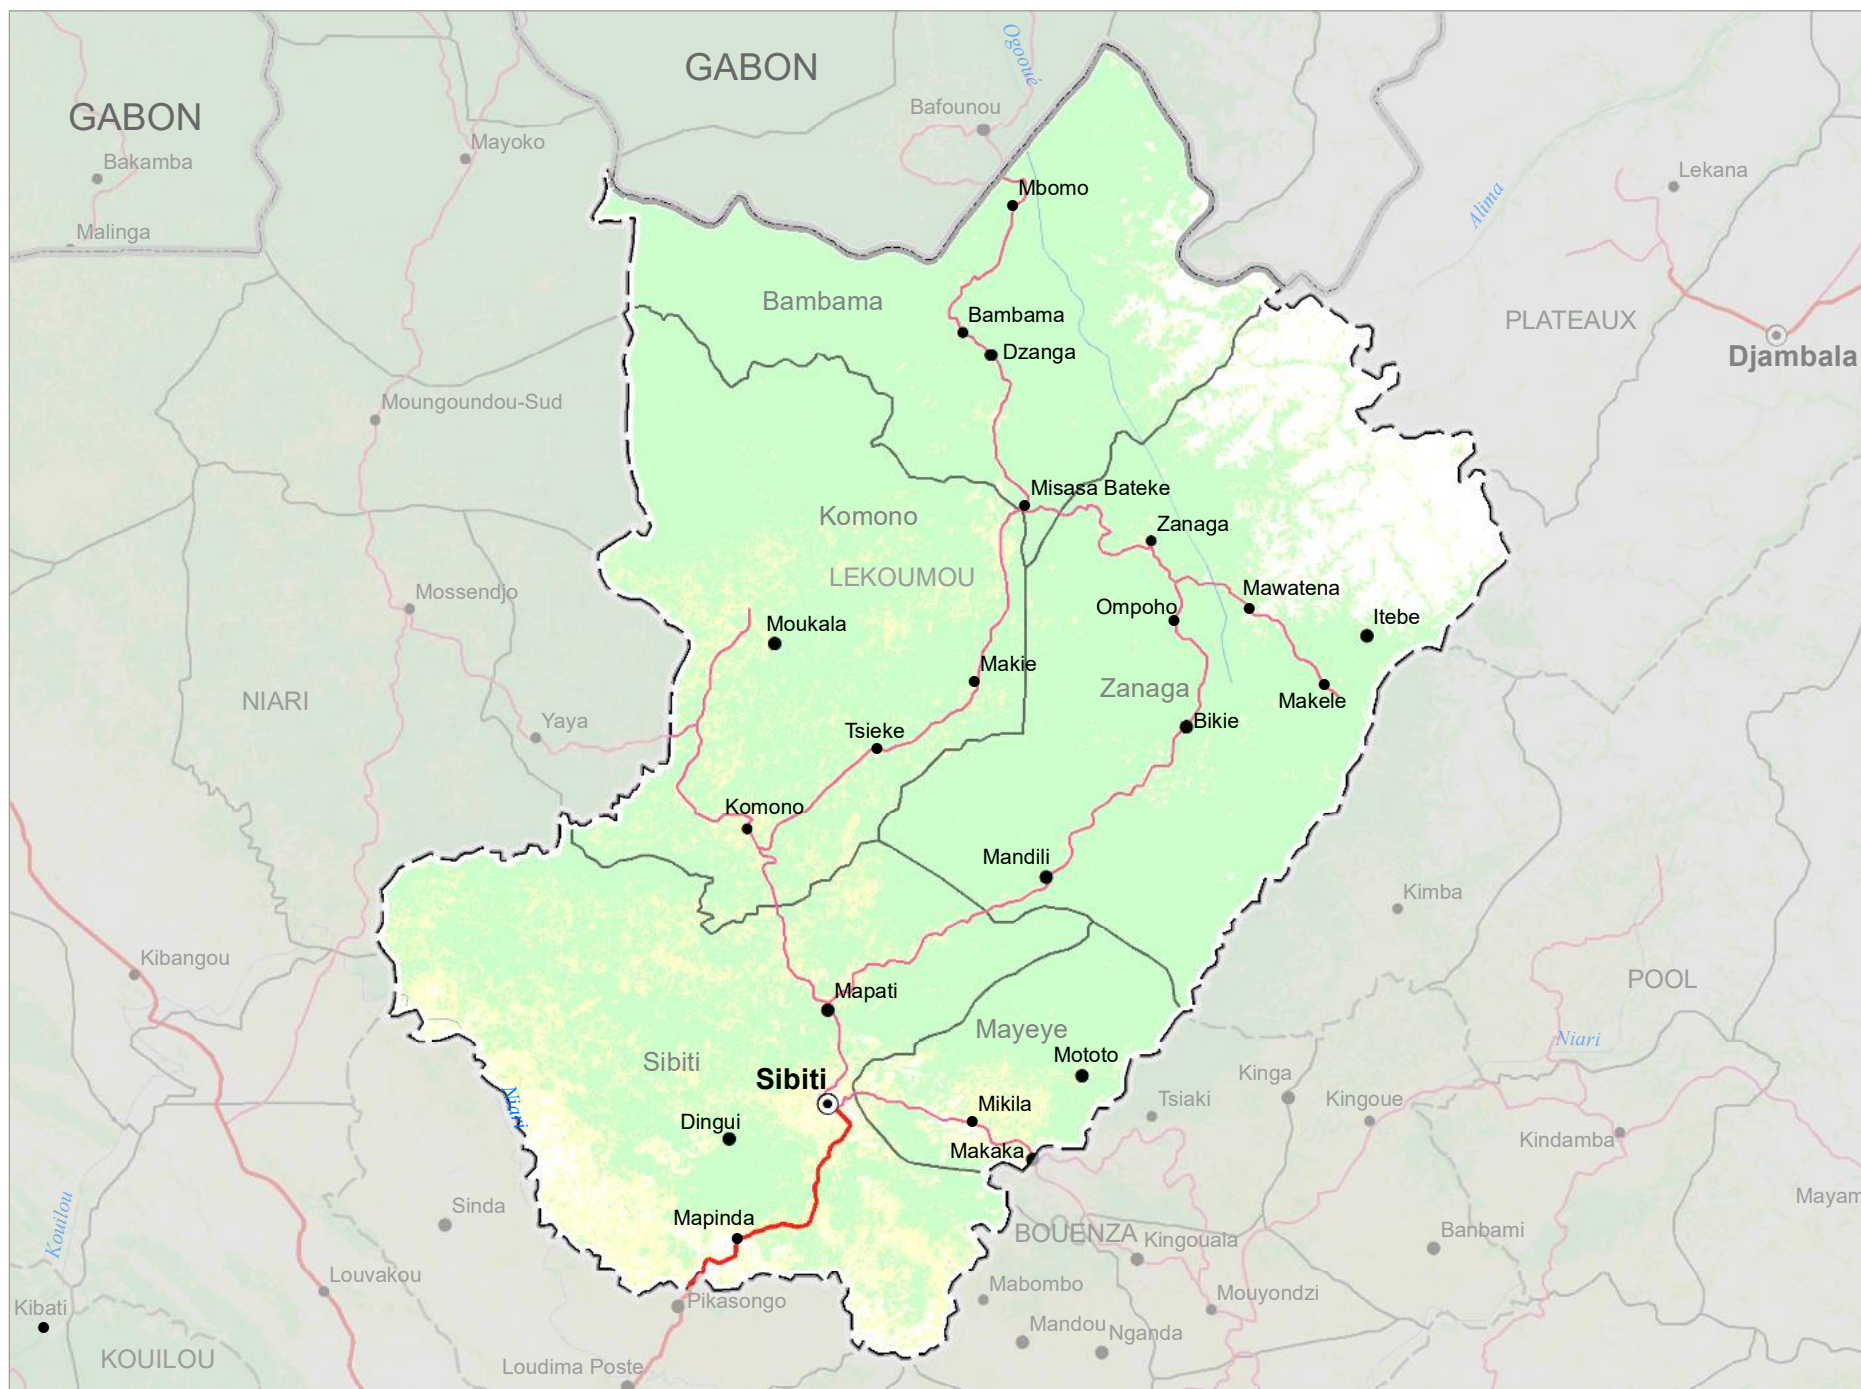 GABON
Ogooué
GABON
Bafounou
Mayoko
Bakamba
Lekana
Mbomo
Alima
Malinga
Bambama
Bambama
PLATEAUX
Dzanga
Djambala
Moungoundou-Sud
Misasa Bateke
Komono
Zanaga
LEKOUMOU
Mossendjo
Mawatena
Ompoho
Itebe
Moukala
Makie
Zanaga
NIARI
Makele
Yaya
Tsieke
Bikie
Komono
Mandili
Kimba
Kibangou
POOL
Mapati
Mayeye
Niari
Sibiti
Mototo
Sibiti
Kinga
Niari
Mikila
Tsiaki
Kingoue
Dingui
Kindamba
Makaka
Mayam
Sinda
Kouilou
Mapinda
BOUENZA
Kingouala
Banbami
Louvakou
Mabombo
Mouyondzi
Kibati
Pikasongo
Mandou
Nganda
KOUILOU
Loudima Poste